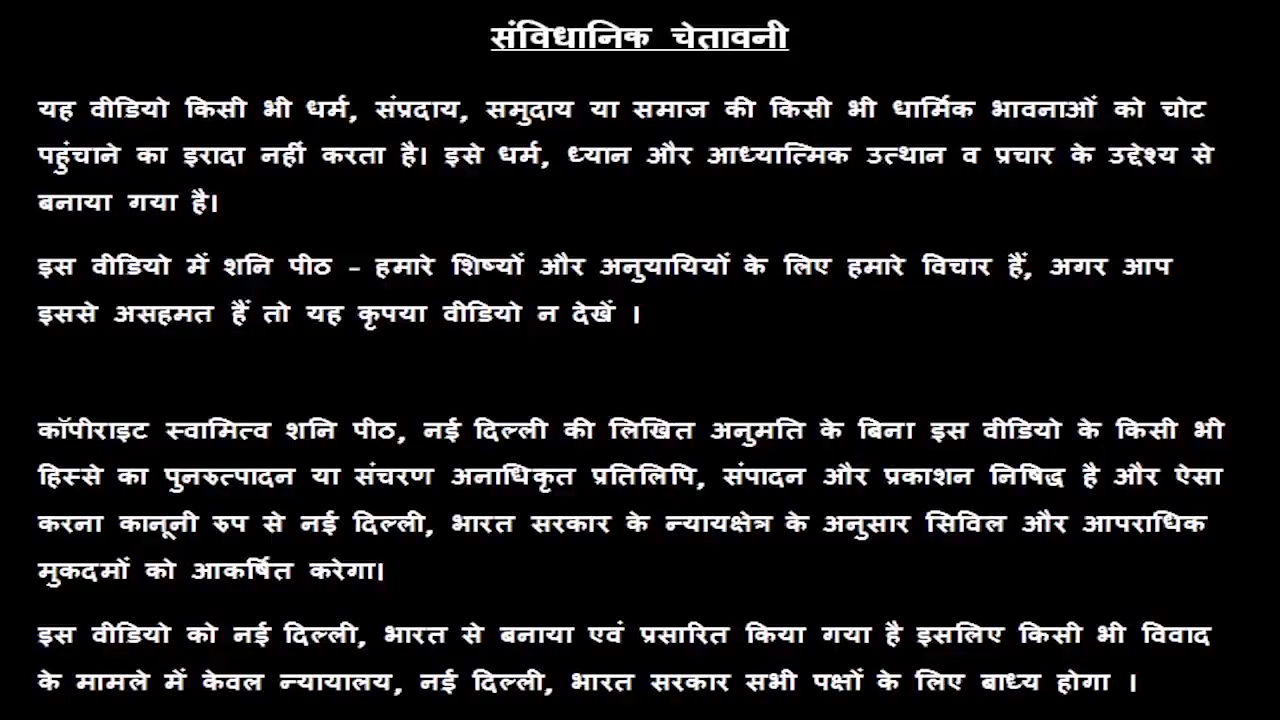 संविधानिक चेतावनी
यह वीडियो किसी भी धर्म, संप्रदाय, समुदाय या समाज की किसी भी धार्मिक भावनाओं को चोट
पहुंचाने का इरादा नहीं करता है। इसे धर्म, ध्यान और आध्यात्मिक उत्थान व प्रचार के उद्देश्य से
बनाया गया है।
इस वीडियो में शनि पीठ – हमारे शिष्यों और अनुयायियों के लिए हमारे विचार हैं, अगर आप
इससे असहमत हैं तो यह कृपया वीडियो न देखें ।
कॉपीराइट स्वामित्व शनि पीठ, नई दिल्ली की लिखित अनुमति के बिना इस वीडियो के किसी भी
हिस्से का पुनरुत्पादन या संचरण अनाधिकृत प्रतिलिपि, संपादन और प्रकाशन निषिद्ध है और ऐसा
करना कानूनी रुप से नई दिल्ली, भारत सरकार के न्यायक्षेत्र के अनुसार सिविल और आपराधिक
मुकदमों को आकर्षित करेगा।
इस वीडियो को नई दिल्ली, भारत से बनाया एवं प्रसारित किया गया है इसलिए किसी भी विवाद
के मामले में केवल न्यायालय, नई दिल्ली, भारत सरकार सभी पक्षों के लिए बाध्य होगा ।